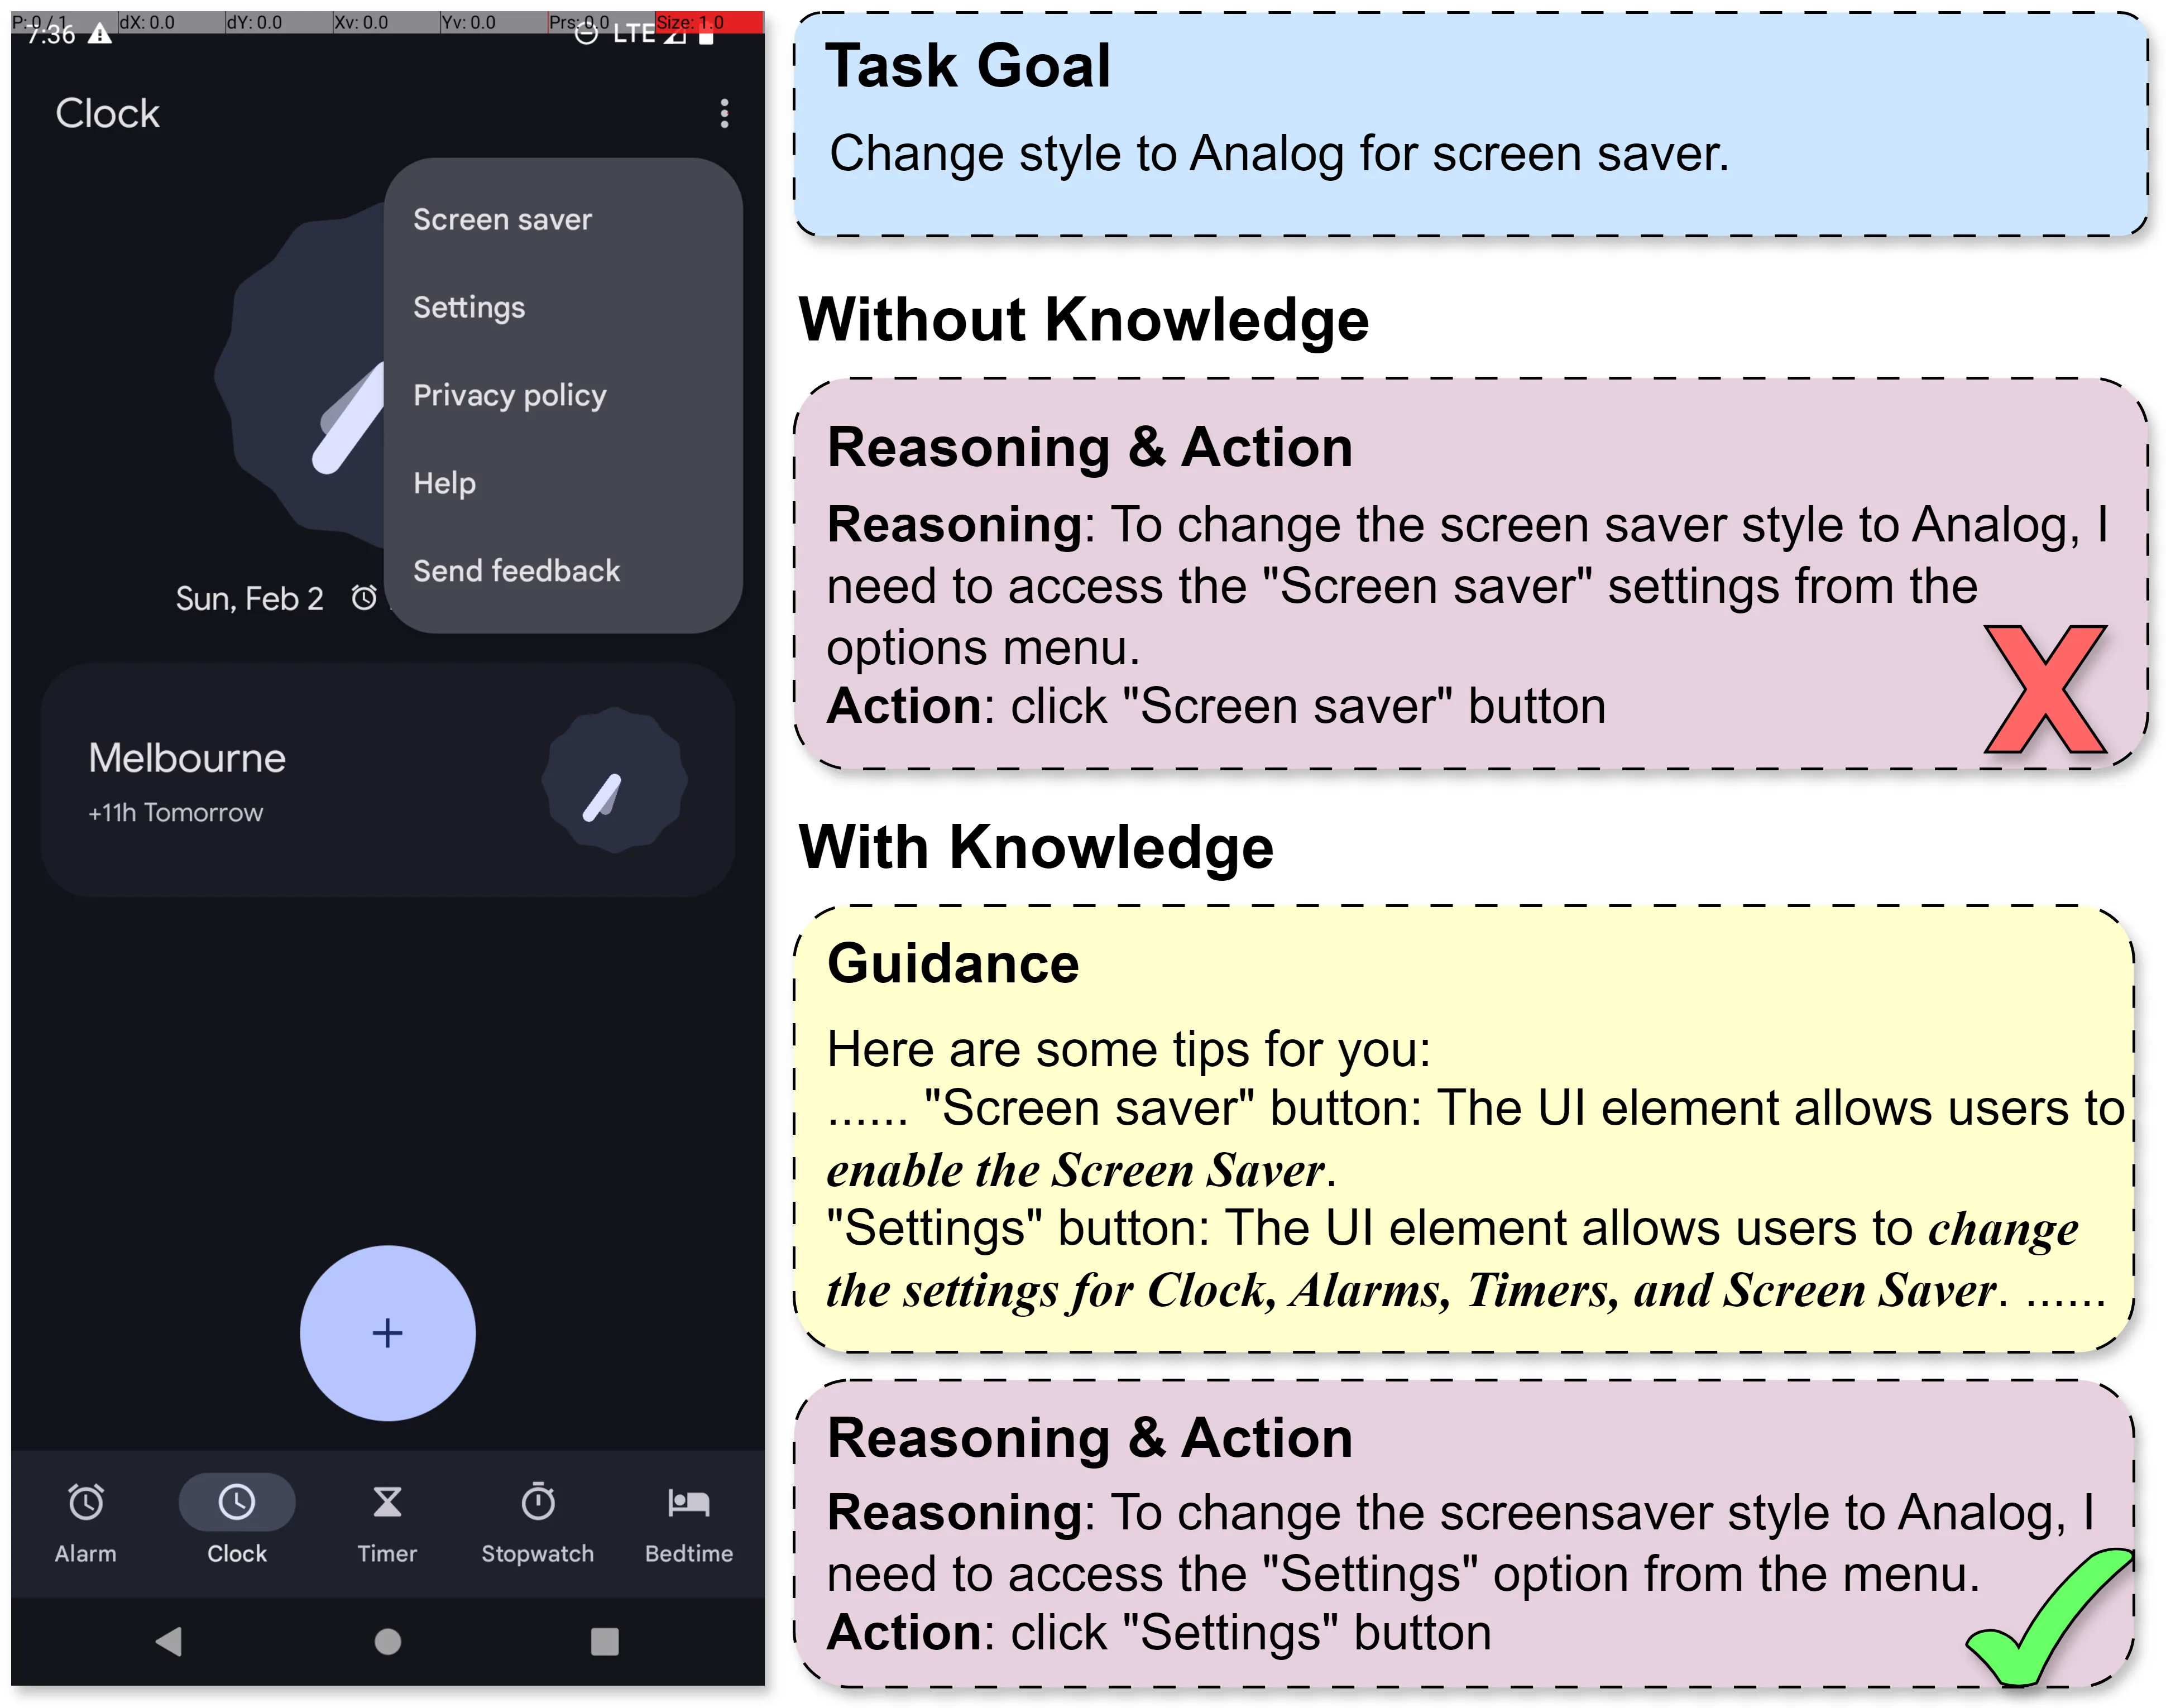 P: 0 / 1 dX: 0.0 dY: 0.0 Xv: 0.0 Yv: 0.0 Prs: 0.0 Size: 1.0
7:36 LTE
Clock
Screen saver
Settings
Privacy policy
Help
Send feedback
Sun, Feb 2
Melbourne
+11h Tomorrow
+
Alarm Clock Timer Stopwatch Bedtime
Task Goal
Change style to Analog for screen saver.
Without Knowledge
Reasoning & Action
Reasoning: To change the screen saver style to Analog, I
need to access the "Screen saver" settings from the
options menu.
Action: click "Screen saver" button
With Knowledge
Guidance
Here are some tips for you:
...... "Screen saver" button: The UI element allows users to
enable the Screen Saver.
"Settings" button: The UI element allows users to change
the settings for Clock, Alarms, Timers, and Screen Saver. ......
Reasoning & Action
Reasoning: To change the screensaver style to Analog, I
need to access the "Settings" option from the menu.
Action: click "Settings" button